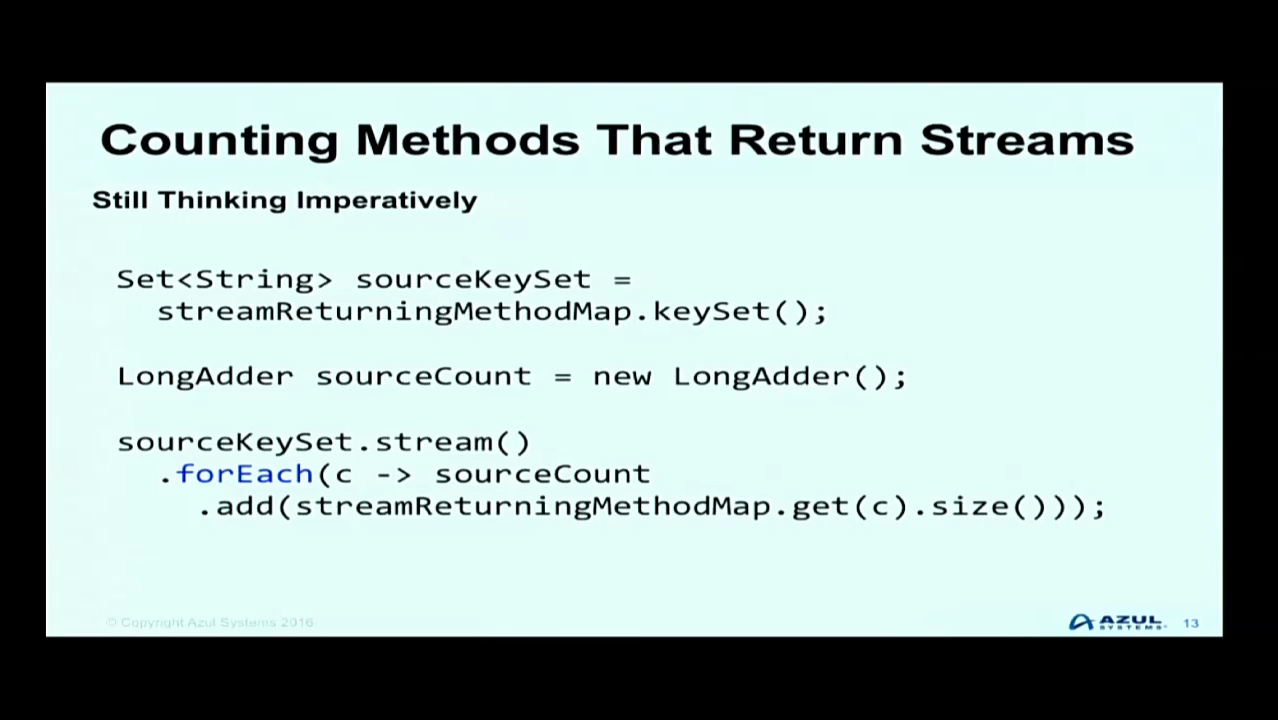 Counting Methods That Return Streams
Still Thinking Imperatively
Set<String> sourceKeySet =
streamReturningMethodMap.keySet();
LongAdder sourceCount = new LongAdder();
sourceKeySet.stream()
.forEach(c -> sourceCount
.add(streamReturningMethodMap.get(c).size()));
© Copyright Azul Systems 2016
AZUL
SYSTEMS
13